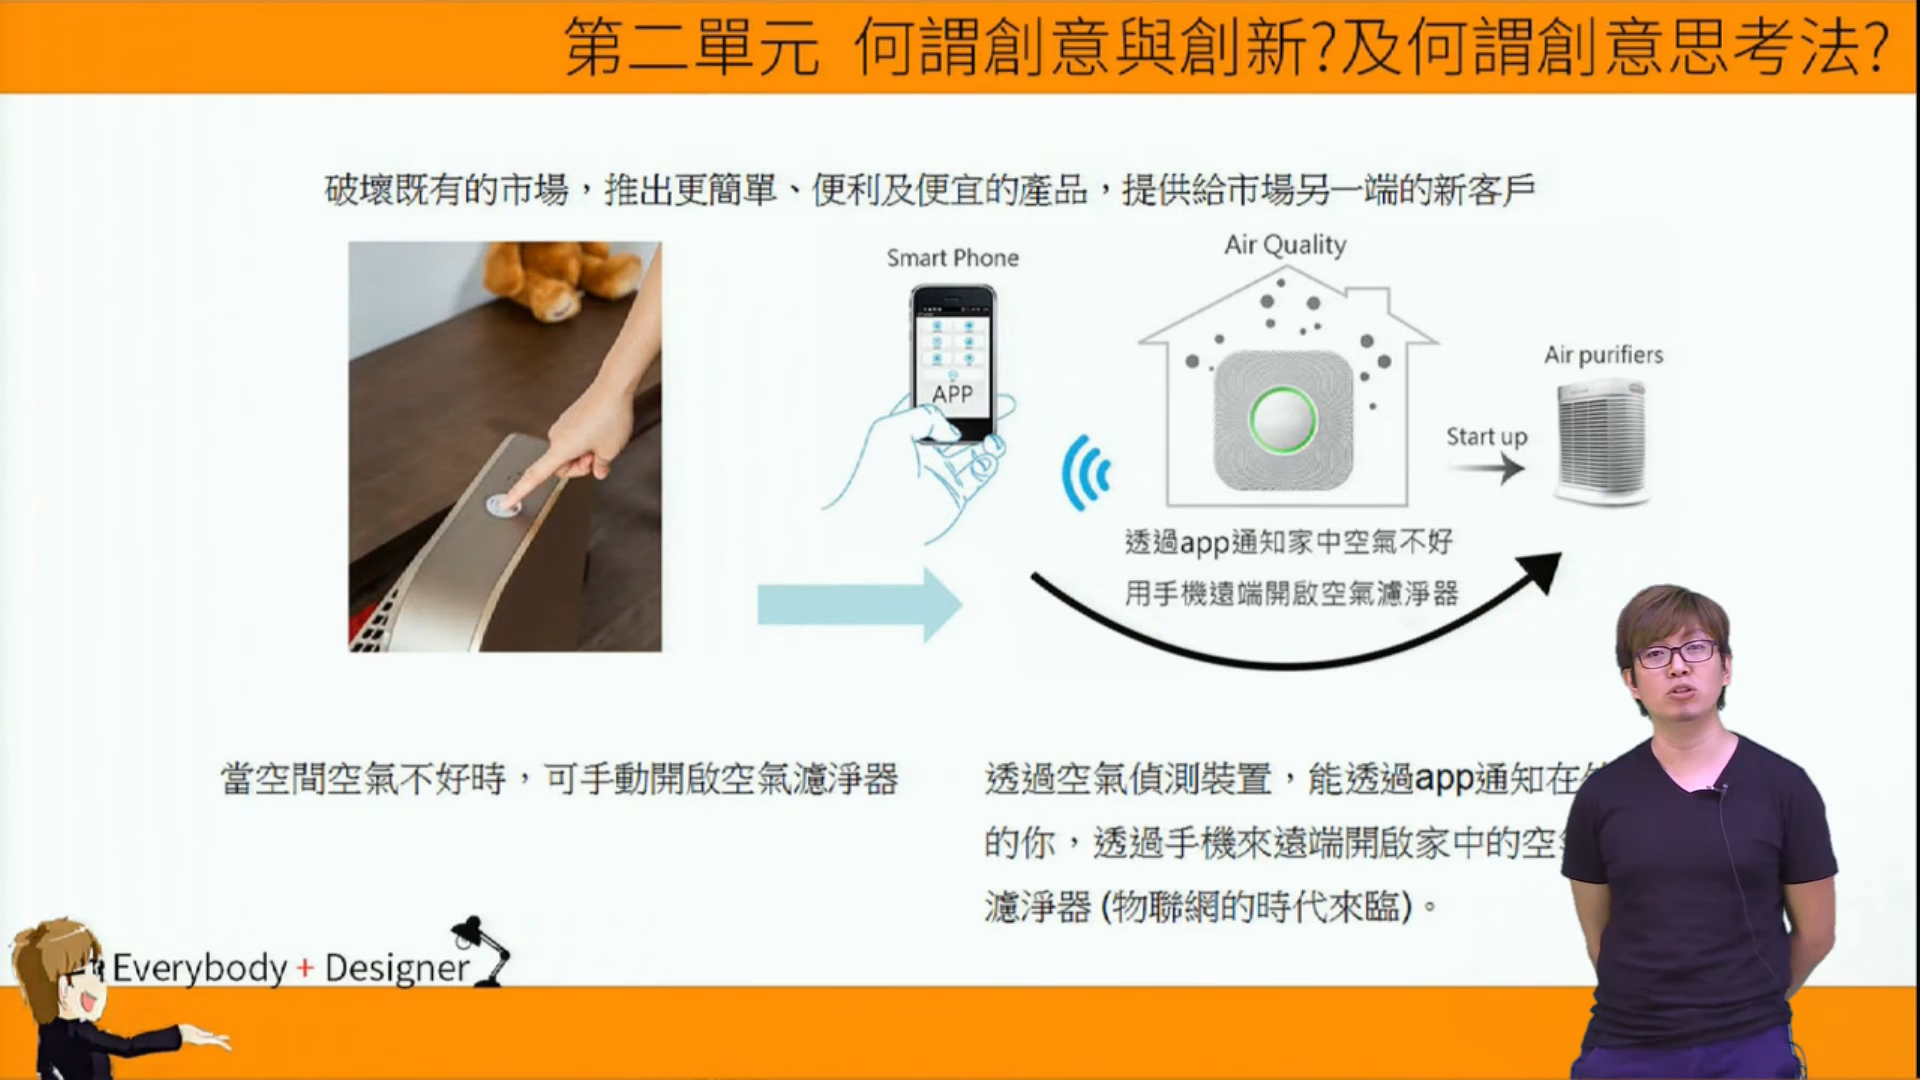 第二單元 何謂創意與創新?及何謂創意思考法?
破壞既有的市場，推出更簡單、便利及便宜的產品，提供給市場另一端的新客戶
Smart Phone
Air Quality
APP
Air purifiers
Start up
透過app通知家中空氣不好
用手機遠端開啟空氣濾淨器
當空間空氣不好時，可手動開啟空氣濾淨器
透過空氣偵測裝置，能透過app通知在
的你，透過手機來遠端開啟家中的空
濾淨器 (物聯網的時代來臨)。
Everybody + Designer